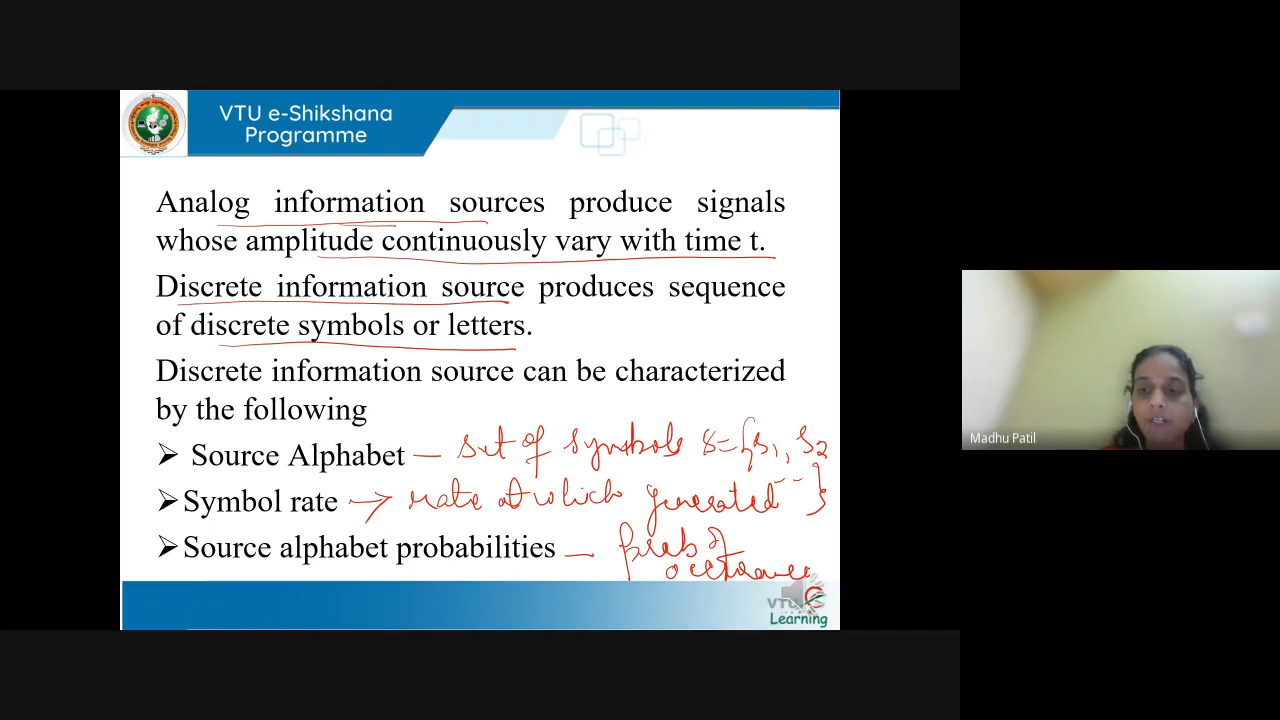 VTU e-Shikshana
Programme
Analog information sources produce signals
whose amplitude continuously vary with time t.
Discrete information source produces sequence
of discrete symbols or letters.
Discrete information source can be characterized
by the following
➢ Source Alphabet — set of symbols S={s1, s2
➢ Symbol rate → rate at which generated -- }
➢ Source alphabet probabilities — prob of
VTU
Learning
Madhu Patil